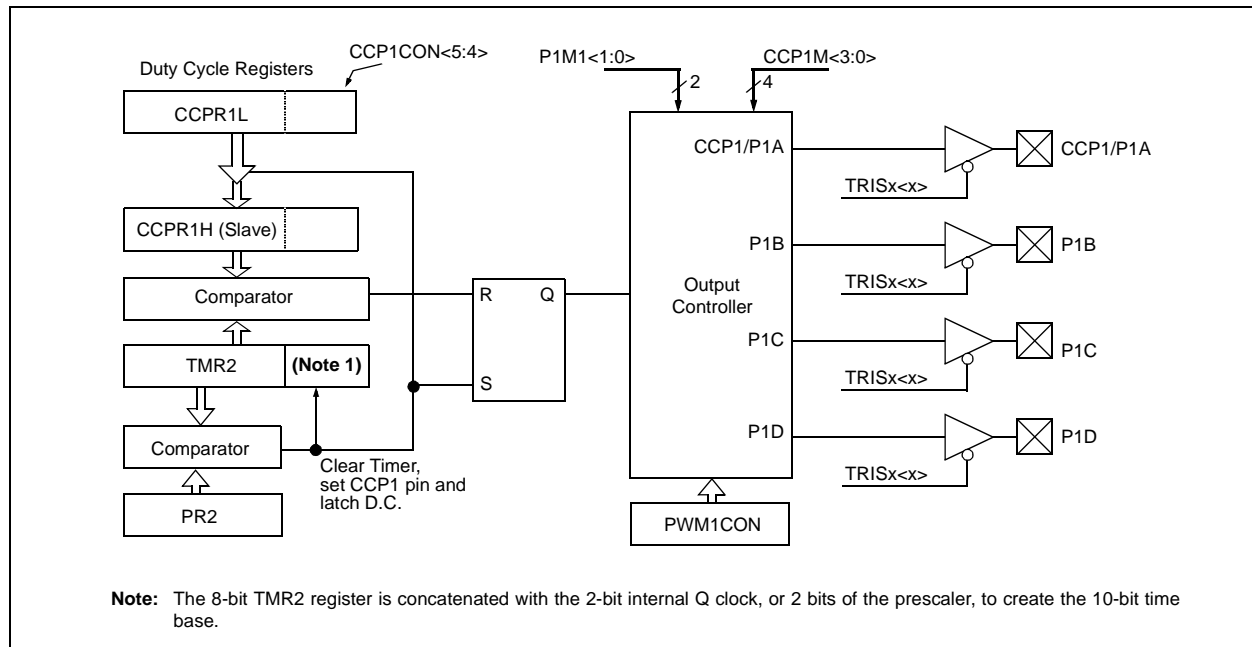 CCP1CON<5:4>
Duty Cycle Registers
CCPR1L
CCPR1H (Slave)
Comparator
TMR2
(Note 1)
Comparator
PR2
Clear Timer,
set CCP1 pin and
latch D.C.
R
Q
S
P1M1<1:0>
2
CCP1M<3:0>
4
Output
Controller
CCP1/P1A
P1B
P1C
P1D
PWM1CON
TRISx<x>
CCP1/P1A
TRISx<x>
P1B
TRISx<x>
P1C
TRISx<x>
P1D
Note: The 8-bit TMR2 register is concatenated with the 2-bit internal Q clock, or 2 bits of the prescaler, to create the 10-bit time
base.